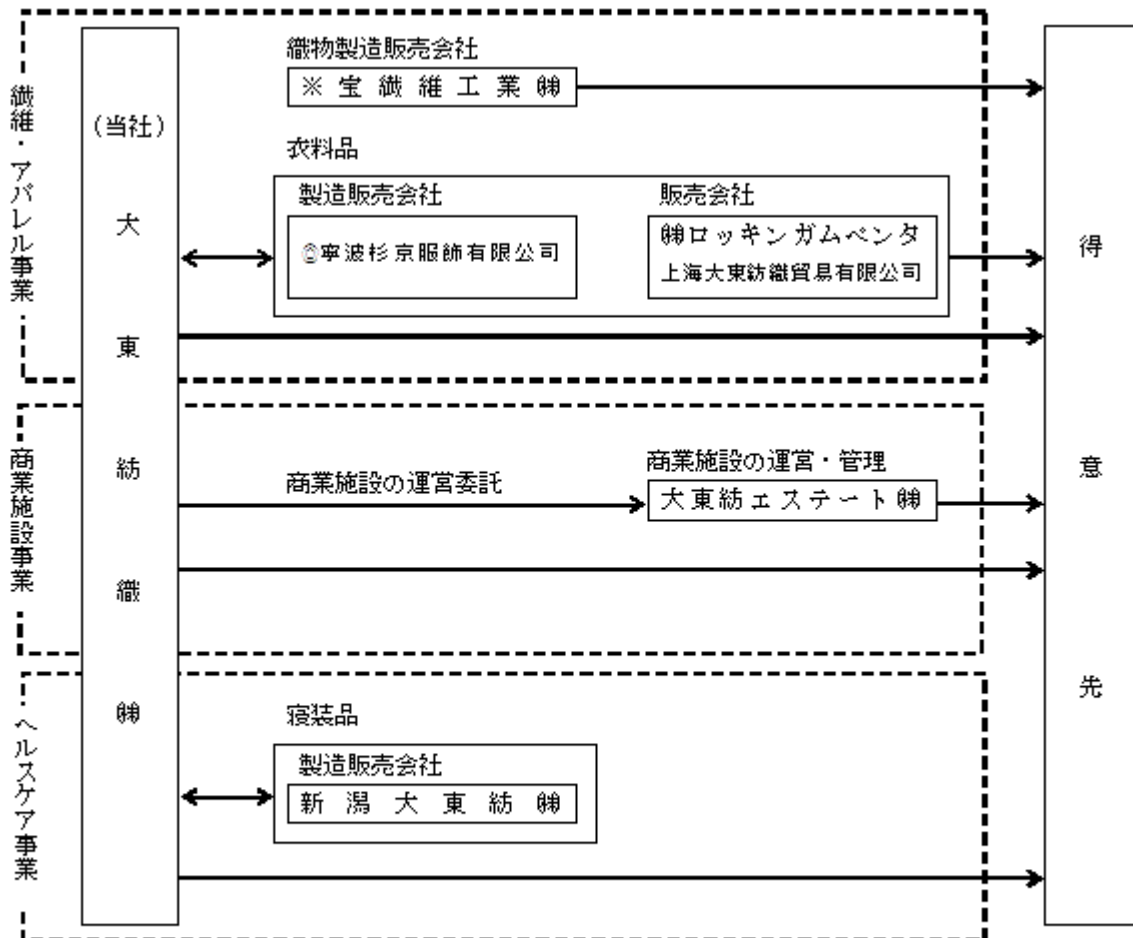 繊維・アパレル事業
(当社)
大東紡織㈱
織物製造販売会社
※宝繊維工業㈱
衣料品
製造販売会社
寧波杉京服飾有限公司
販売会社
㈱ロッキンガムペンタ
上海大東紡織貿易有限公司
商業施設事業
商業施設の運営委託
商業施設の運営・管理
大東紡エステート㈱
ヘルスケア事業
寝装品
製造販売会社
新潟大東紡㈱
得意先